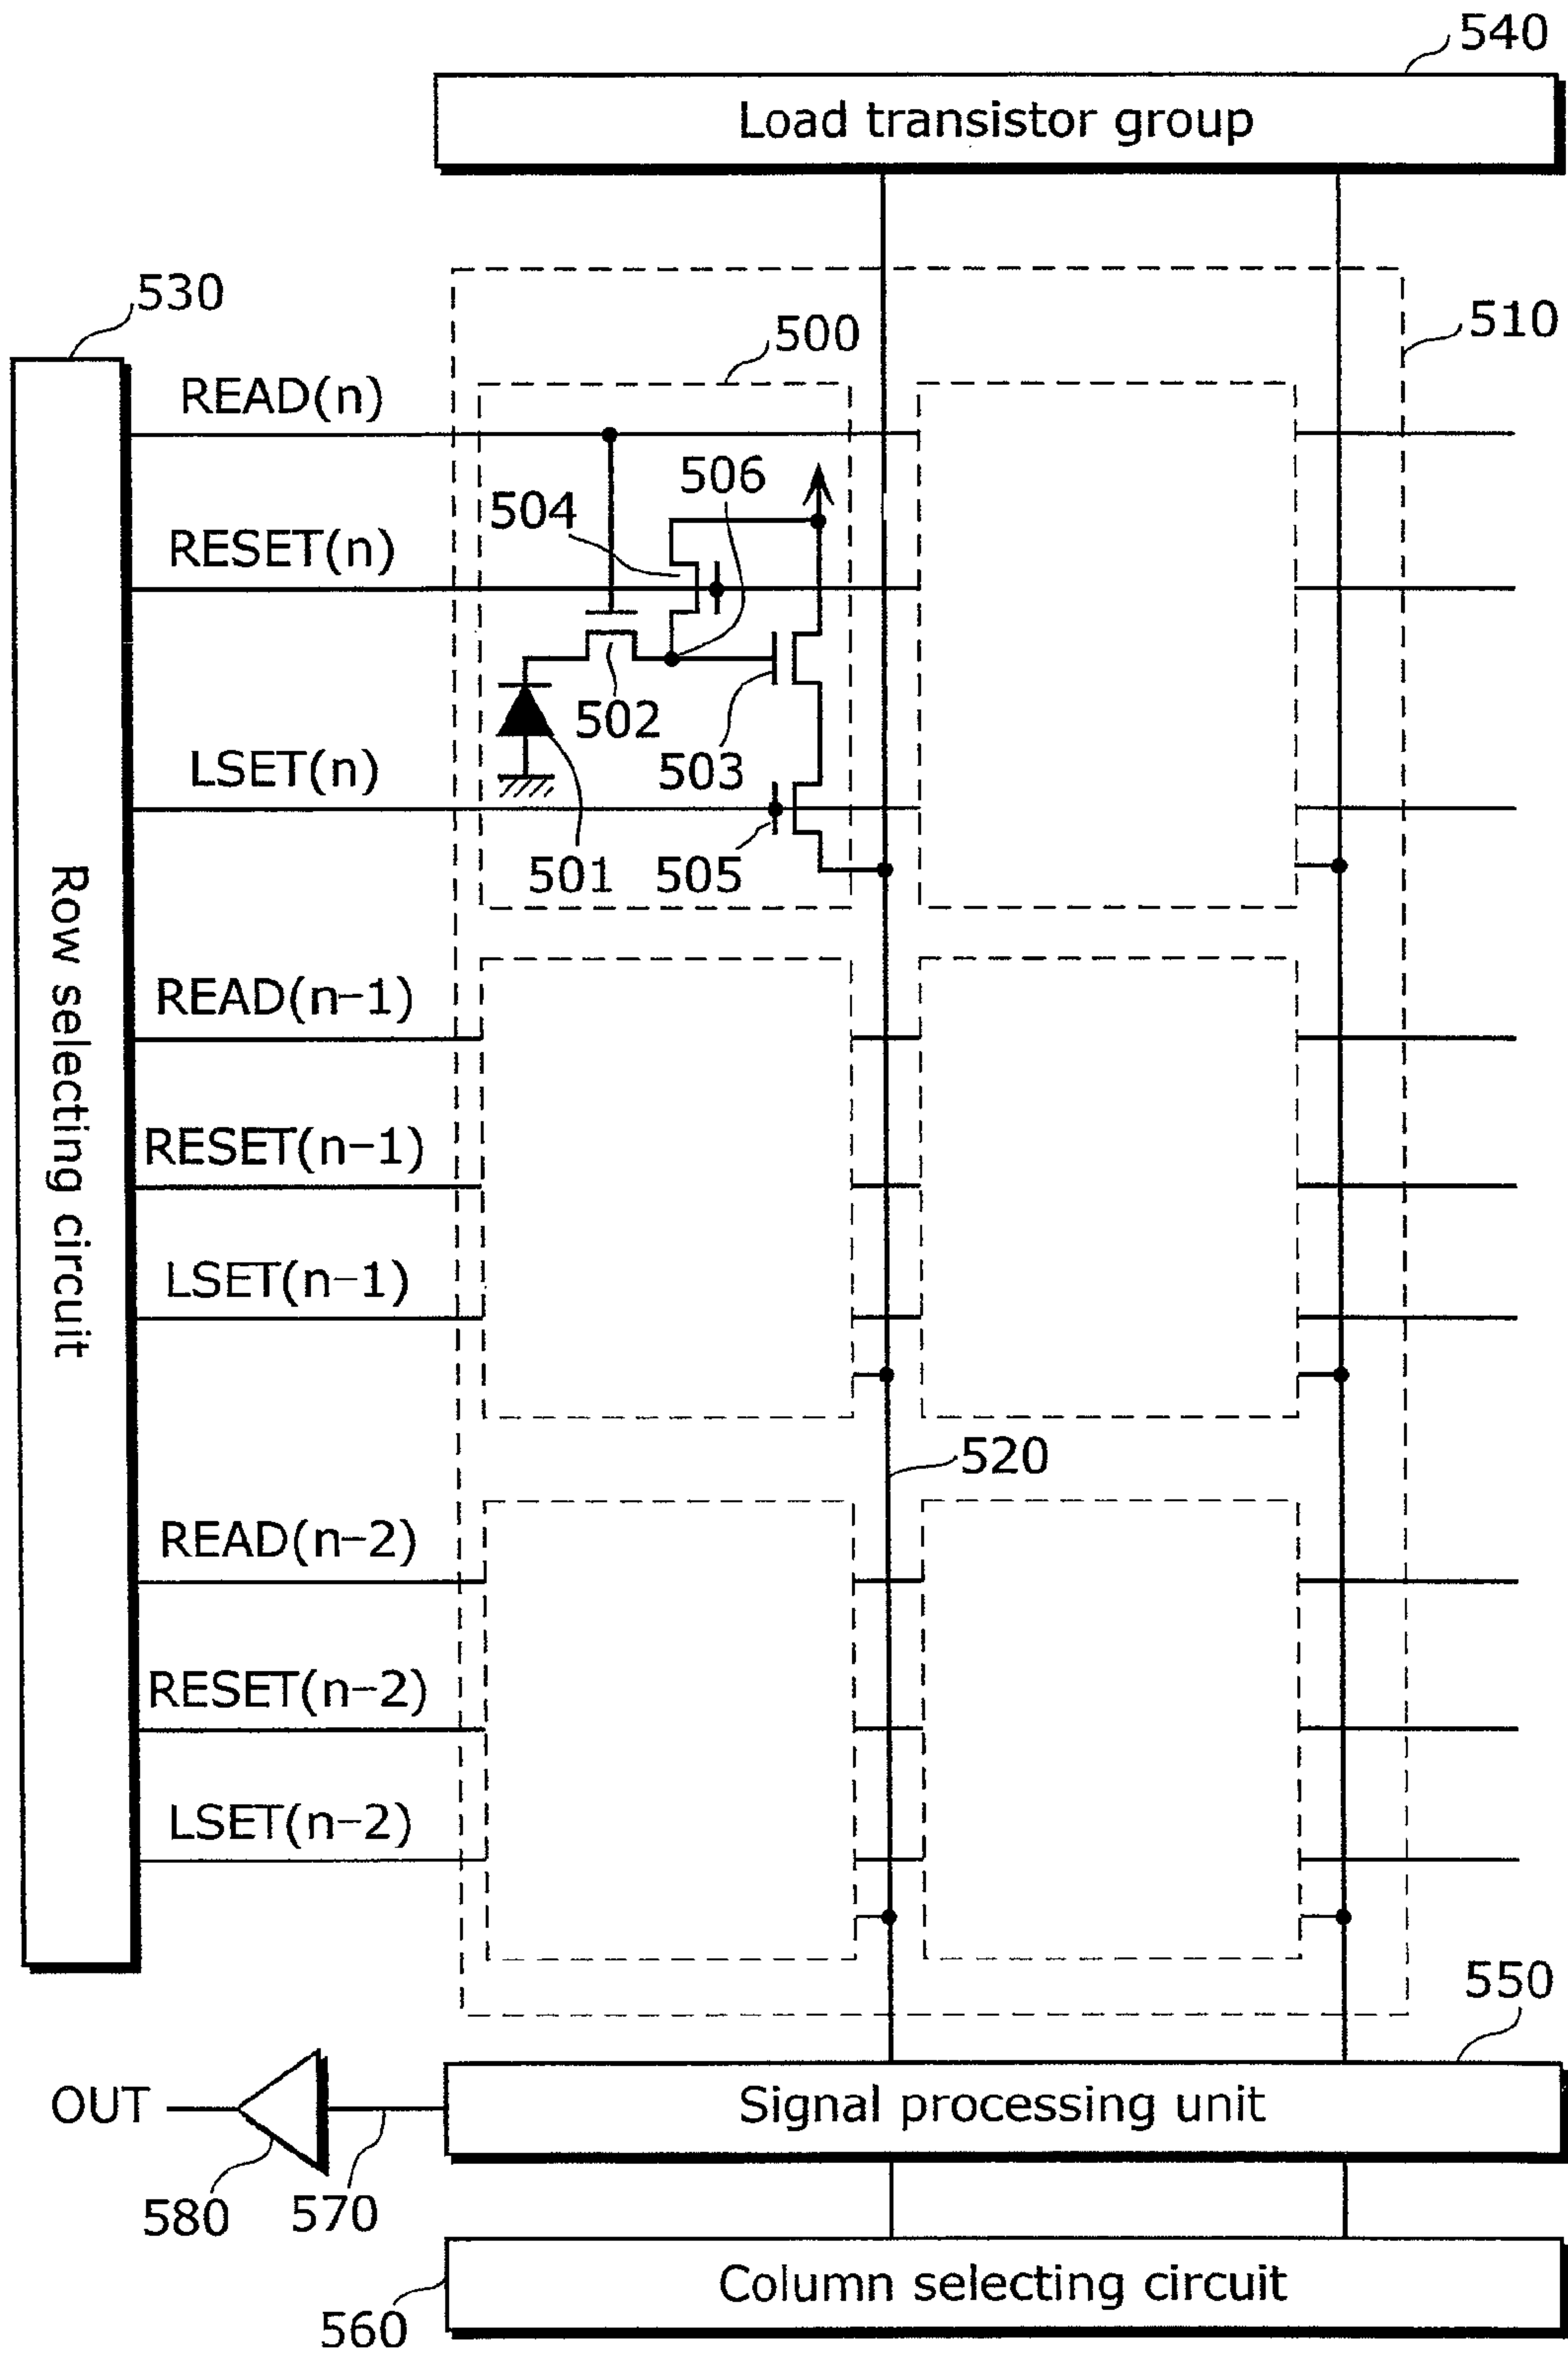 540
Load transistor group
530
500
510
READ(n)
506
504
RESET(n)
502
LSET(n)
503
501
505
Row selecting circuit
READ(n-1)
RESET(n-1)
LSET(n-1)
520
READ(n-2)
RESET(n-2)
LSET(n-2)
550
OUT
Signal processing unit
580
570
Column selecting circuit
560